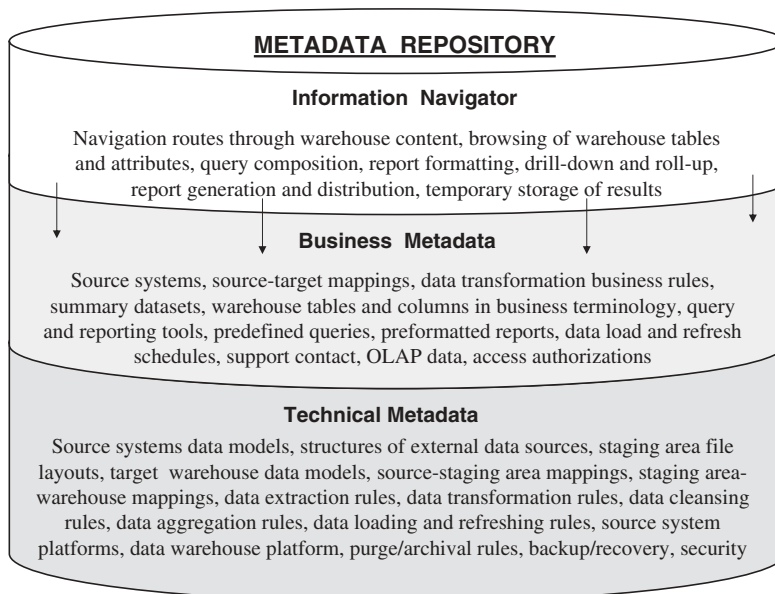 METADATA REPOSITORY
Information Navigator
Navigation routes through warehouse content, browsing of warehouse tables
and attributes, query composition, report formatting, drill-down and roll-up,
report generation and distribution, temporary storage of results
Business Metadata
Source systems, source-target mappings, data transformation business rules,
summary datasets, warehouse tables and columns in business terminology, query
and reporting tools, predefined queries, preformatted reports, data load and refresh
schedules, support contact, OLAP data, access authorizations
Technical Metadata
Source systems data models, structures of external data sources, staging area file
layouts, target warehouse data models, source-staging area mappings, staging area-
warehouse mappings, data extraction rules, data transformation rules, data cleansing
rules, data aggregation rules, data loading and refreshing rules, source system
platforms, data warehouse platform, purge/archival rules, backup/recovery, security